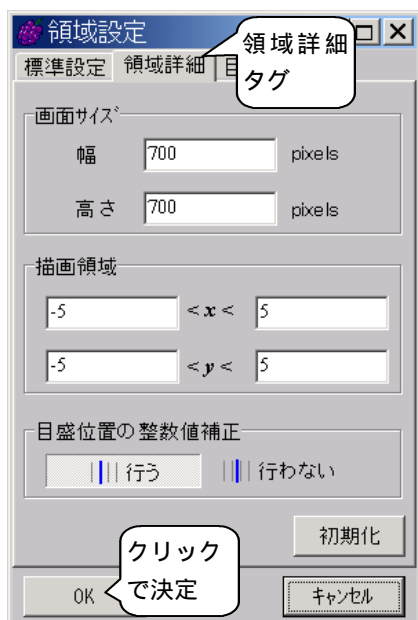 領域設定
領域詳細
タグ
標準設定 領域詳細 目
画面サイズ
幅 700 pixels
高さ 700 pixels
描画領域
-5 < x < 5
-5 < y < 5
目盛位置の整数値補正
行う 行わない
初期化
クリック
で決定
OK キャンセル